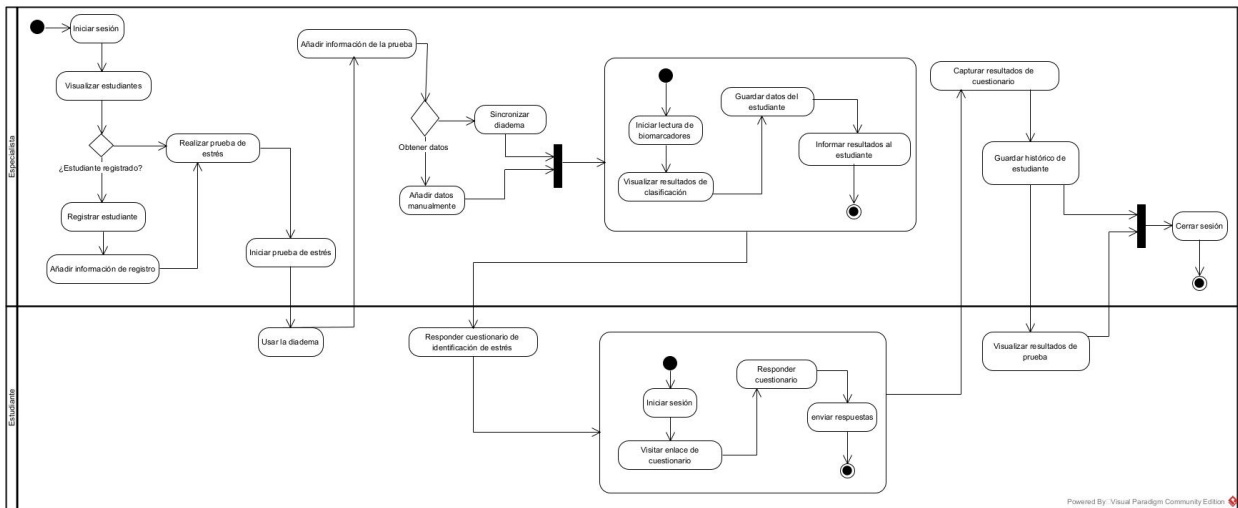 Especialista
Iniciar sesión
Visualizar estudiantes
¿Estudiante registrado?
Registrar estudiante
Añadir información de registro
Realizar prueba de
estrés
Iniciar prueba de estrés
Añadir información de la prueba
Obtener datos
Sincronizar
diadema
Añadir datos
manualmente
Iniciar lectura de
biomarcadores
Visualizar resultados de
clasificación
Guardar datos del
estudiante
Informar resultados al
estudiante
Capturar resultados de
cuestionario
Guardar histórico de
estudiante
Cerrar sesión
Estudiante
Usar la diadema
Responder cuestionario de
identificación de estrés
Iniciar sesión
Visitar enlace de
cuestionario
Responder
cuestionario
enviar respuestas
Visualizar resultados de
prueba
Powered By: Visual Paradigm Community Edition